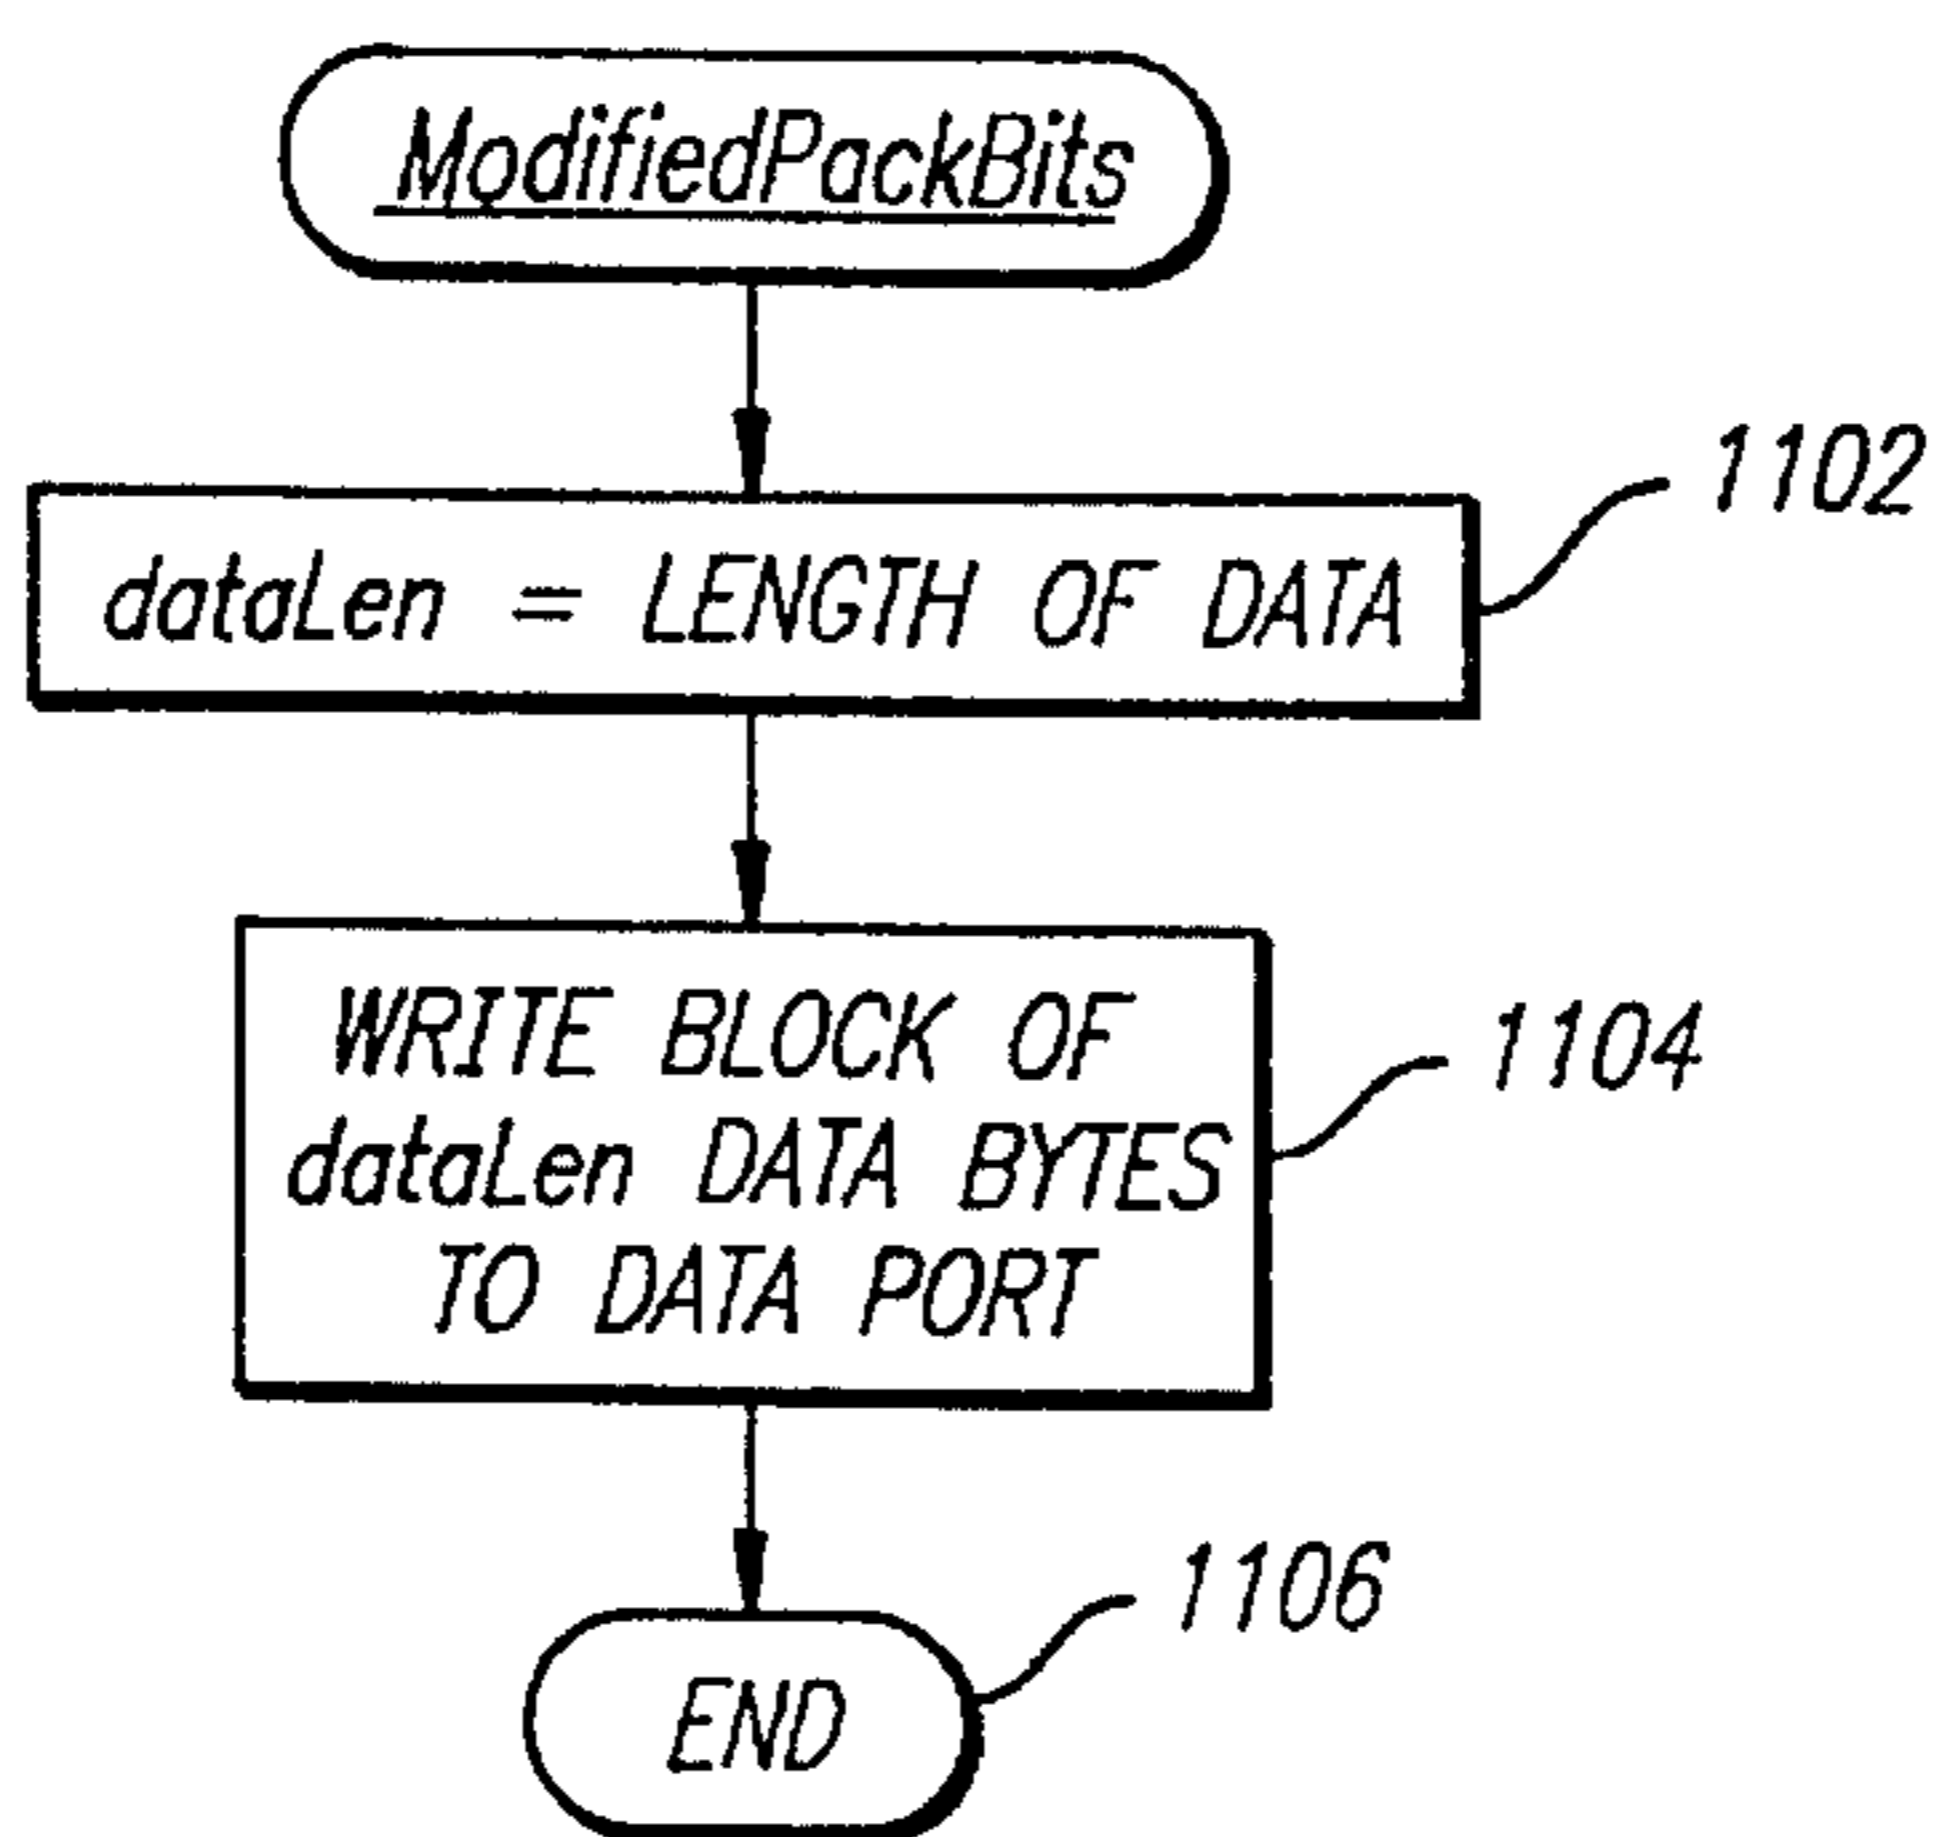 ModifiedPackBits
1102
dataLen = LENGTH OF DATA
WRITE BLOCK OF
dataLen DATA BYTES
TO DATA PORT
1104
1106
END